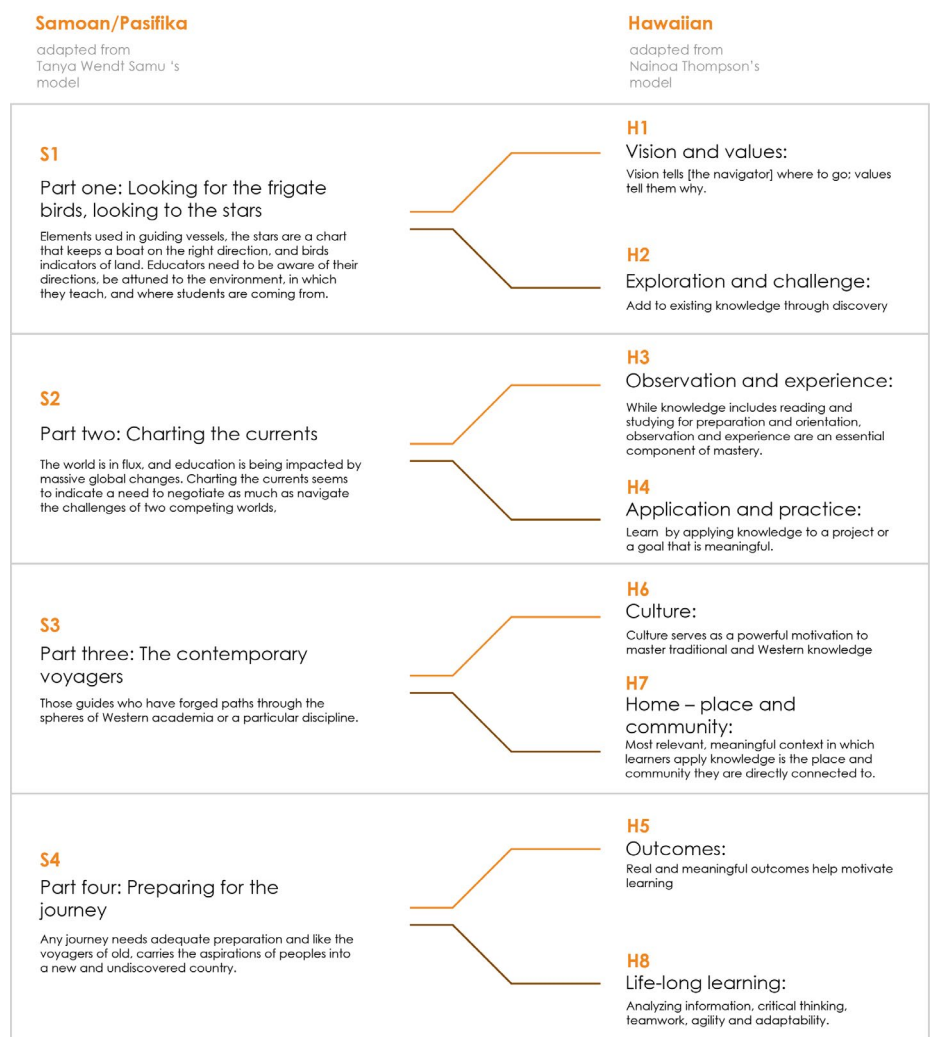 Samoan/Pasifika
adapted from
Tanya Wendt Samu ‘s
model
Hawaiian
adapted from
Nainoa Thompson’s
model
S1
Part one: Looking for the frigate
birds, looking to the stars
Elements used in guiding vessels, the stars are a chart
that keeps a boat on the right direction, and birds
indicators of land. Educators need to be aware of their
directions, be attuned to the environment, in which
they teach, and where students are coming from.
H1
Vision and values:
Vision tells [the navigator] where to go; values
tell them why.
H2
Exploration and challenge:
Add to existing knowledge through discovery
S2
Part two: Charting the currents
The world is in flux, and education is being impacted by
massive global changes. Charting the currents seems
to indicate a need to negotiate as much as navigate
the challenges of two competing worlds,
H3
Observation and experience:
While knowledge includes reading and
studying for preparation and orientation,
observation and experience are an essential
component of mastery.
H4
Application and practice:
Learn  by applying knowledge to a project or
a goal that is meaningful.
S3
Part three: The contemporary
voyagers
Those guides who have forged paths through the
spheres of Western academia or a particular discipline.
H6
Culture:
Culture serves as a powerful motivation to
master traditional and Western knowledge
H7
Home – place and
community:
Most relevant, meaningful context in which
learners apply knowledge is the place and
community they are directly connected to.
S4
Part four: Preparing for the
journey
Any journey needs adequate preparation and like the
voyagers of old, carries the aspirations of peoples into
a new and undiscovered country.
H5
Outcomes:
Real and meaningful outcomes help motivate
learning
H8
Life-long learning:
Analyzing information, critical thinking,
teamwork, agility and adaptability.